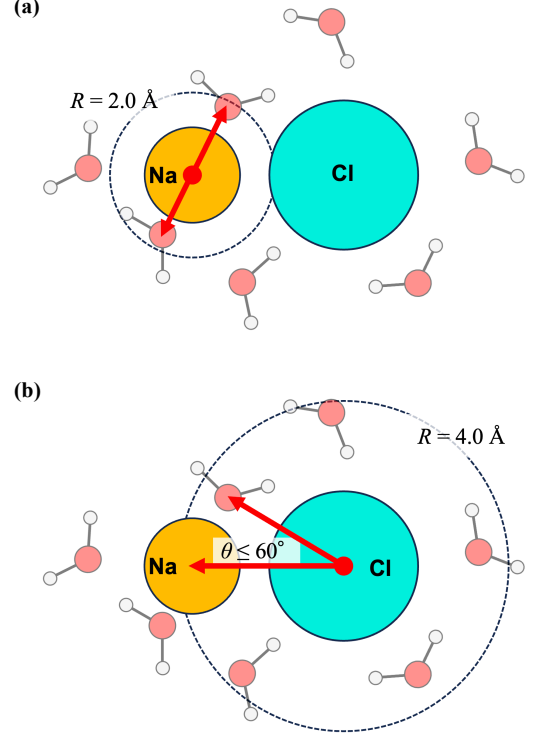 (a)
R = 2.0 Å
Na
Cl
(b)
R = 4.0 Å
θ ≤ 60°
Na
Cl